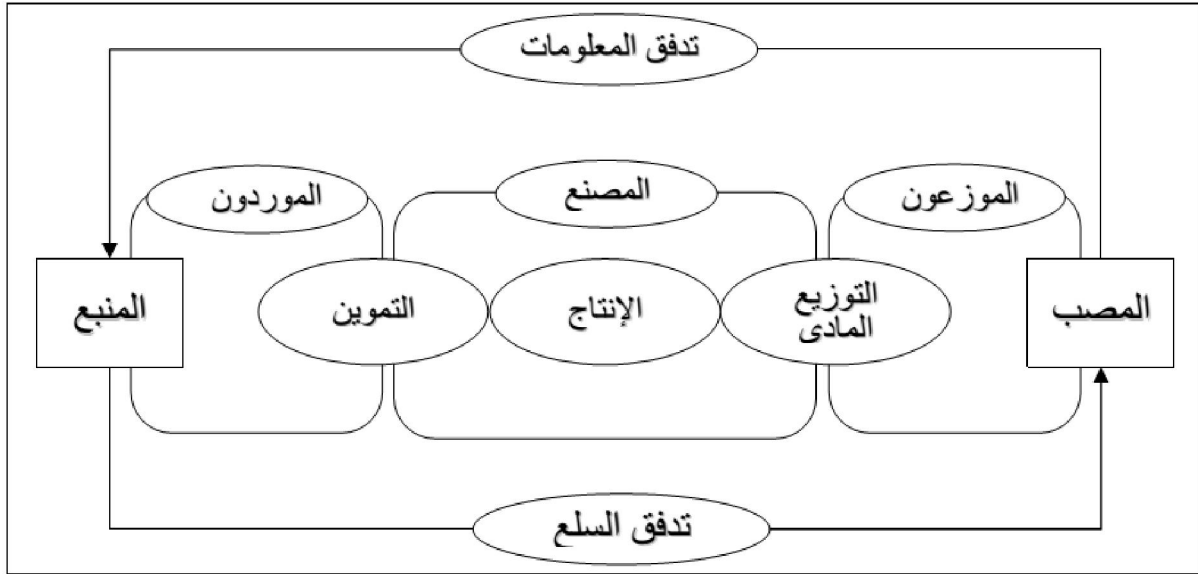 تدفق المعلومات
الموزعون
المصنع
الموردون
المصب
التوزيع
المادى
الإنتاج
التموين
المنبع
تدفق السلع